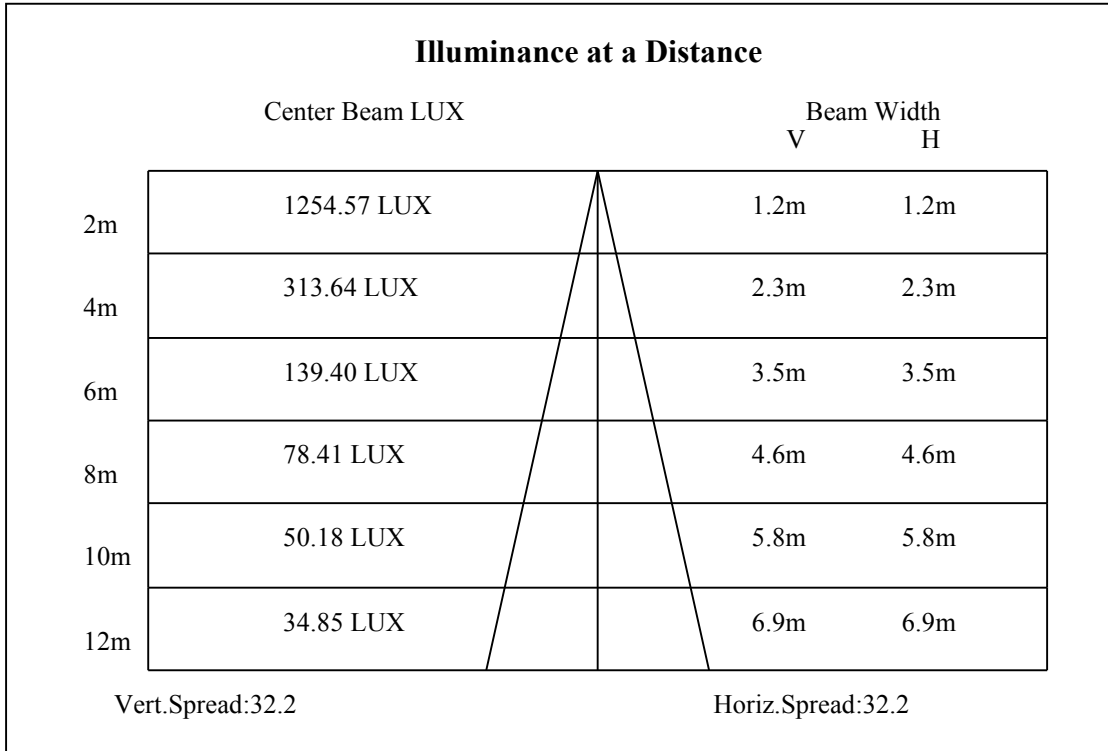 Illuminance at a Distance
Center Beam LUX Beam Width
V H
2m 1254.57 LUX 1.2m 1.2m
4m 313.64 LUX 2.3m 2.3m
6m 139.40 LUX 3.5m 3.5m
8m 78.41 LUX 4.6m 4.6m
10m 50.18 LUX 5.8m 5.8m
12m 34.85 LUX 6.9m 6.9m
Vert.Spread:32.2 Horiz.Spread:32.2